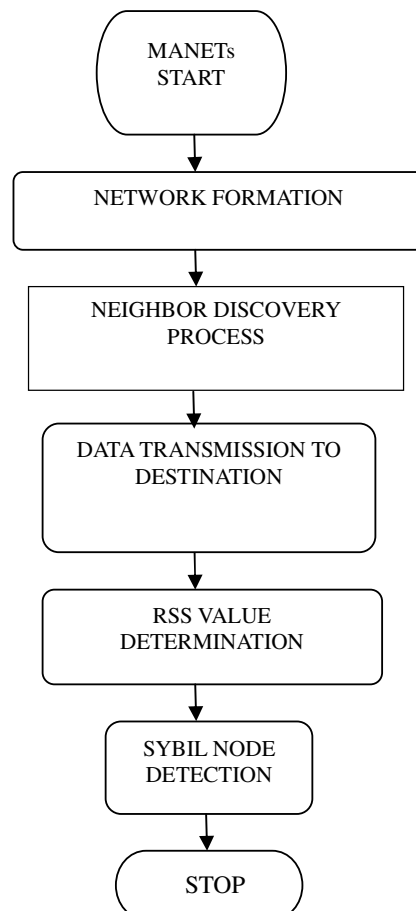 MANETs
START
NETWORK FORMATION
NEIGHBOR DISCOVERY
PROCESS
DATA TRANSMISSION TO
DESTINATION
RSS VALUE
DETERMINATION
SYBIL NODE
DETECTION
STOP